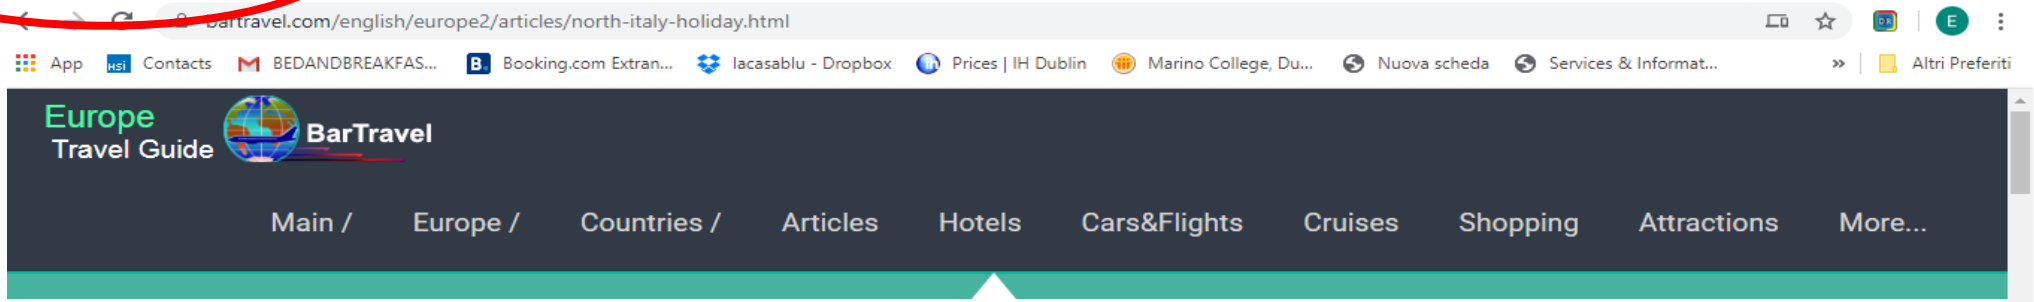 bartravel.com/english/europe2/articles/north-italy-holiday.html
E
App HSI Contacts BEDANDBREAKFAS... B. Booking.com Extran... lacasablu - Dropbox Prices | IH Dublin Marino College, Du... Nuova scheda Services & Informat... » Altri Preferiti
Europe
Travel Guide
BarTravel
Main / Europe / Countries / Articles Hotels Cars&Flights Cruises Shopping Attractions More...